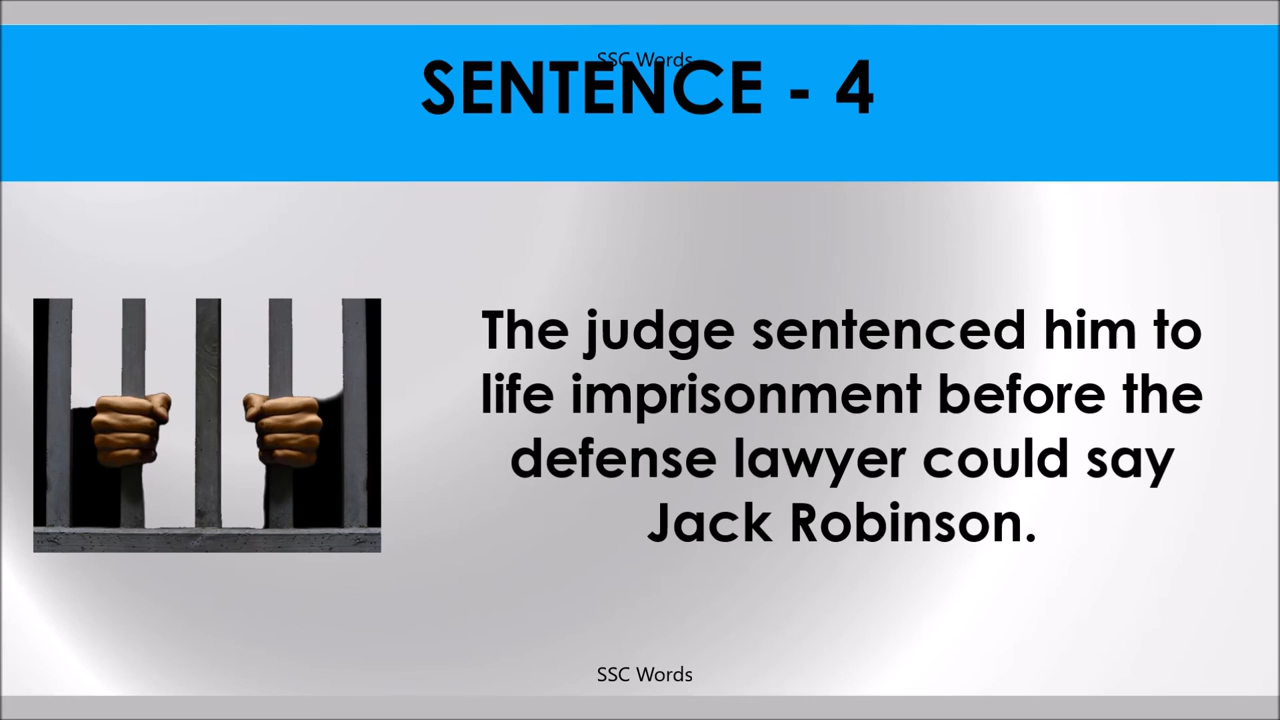 SSC Words
SENTENCE - 4
The judge sentenced him to
life imprisonment before the
defense lawyer could say
Jack Robinson.
SSC Words